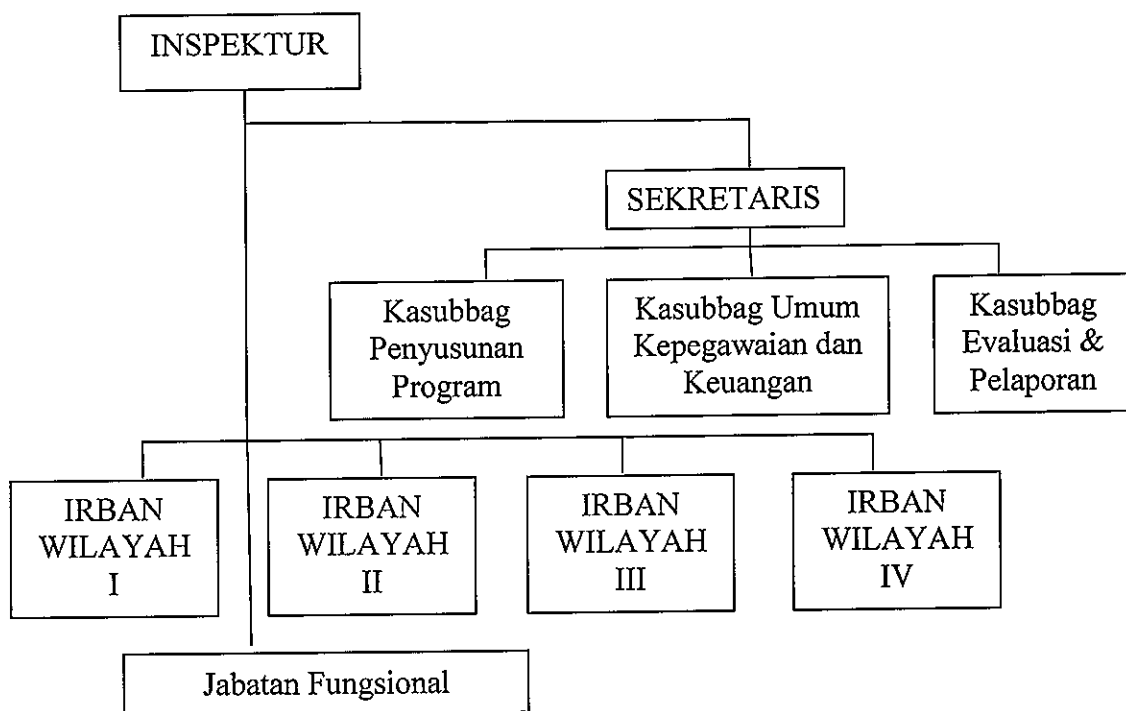 INSPEKTUR
SEKRETARIS
Kasubbag
Penyusunan
Program
Kasubbag Umum
Kepegawaian dan
Keuangan
Kasubbag
Evaluasi &
Pelaporan
IRBAN
WILAYAH
I
IRBAN
WILAYAH
II
IRBAN
WILAYAH
III
IRBAN
WILAYAH
IV
Jabatan Fungsional